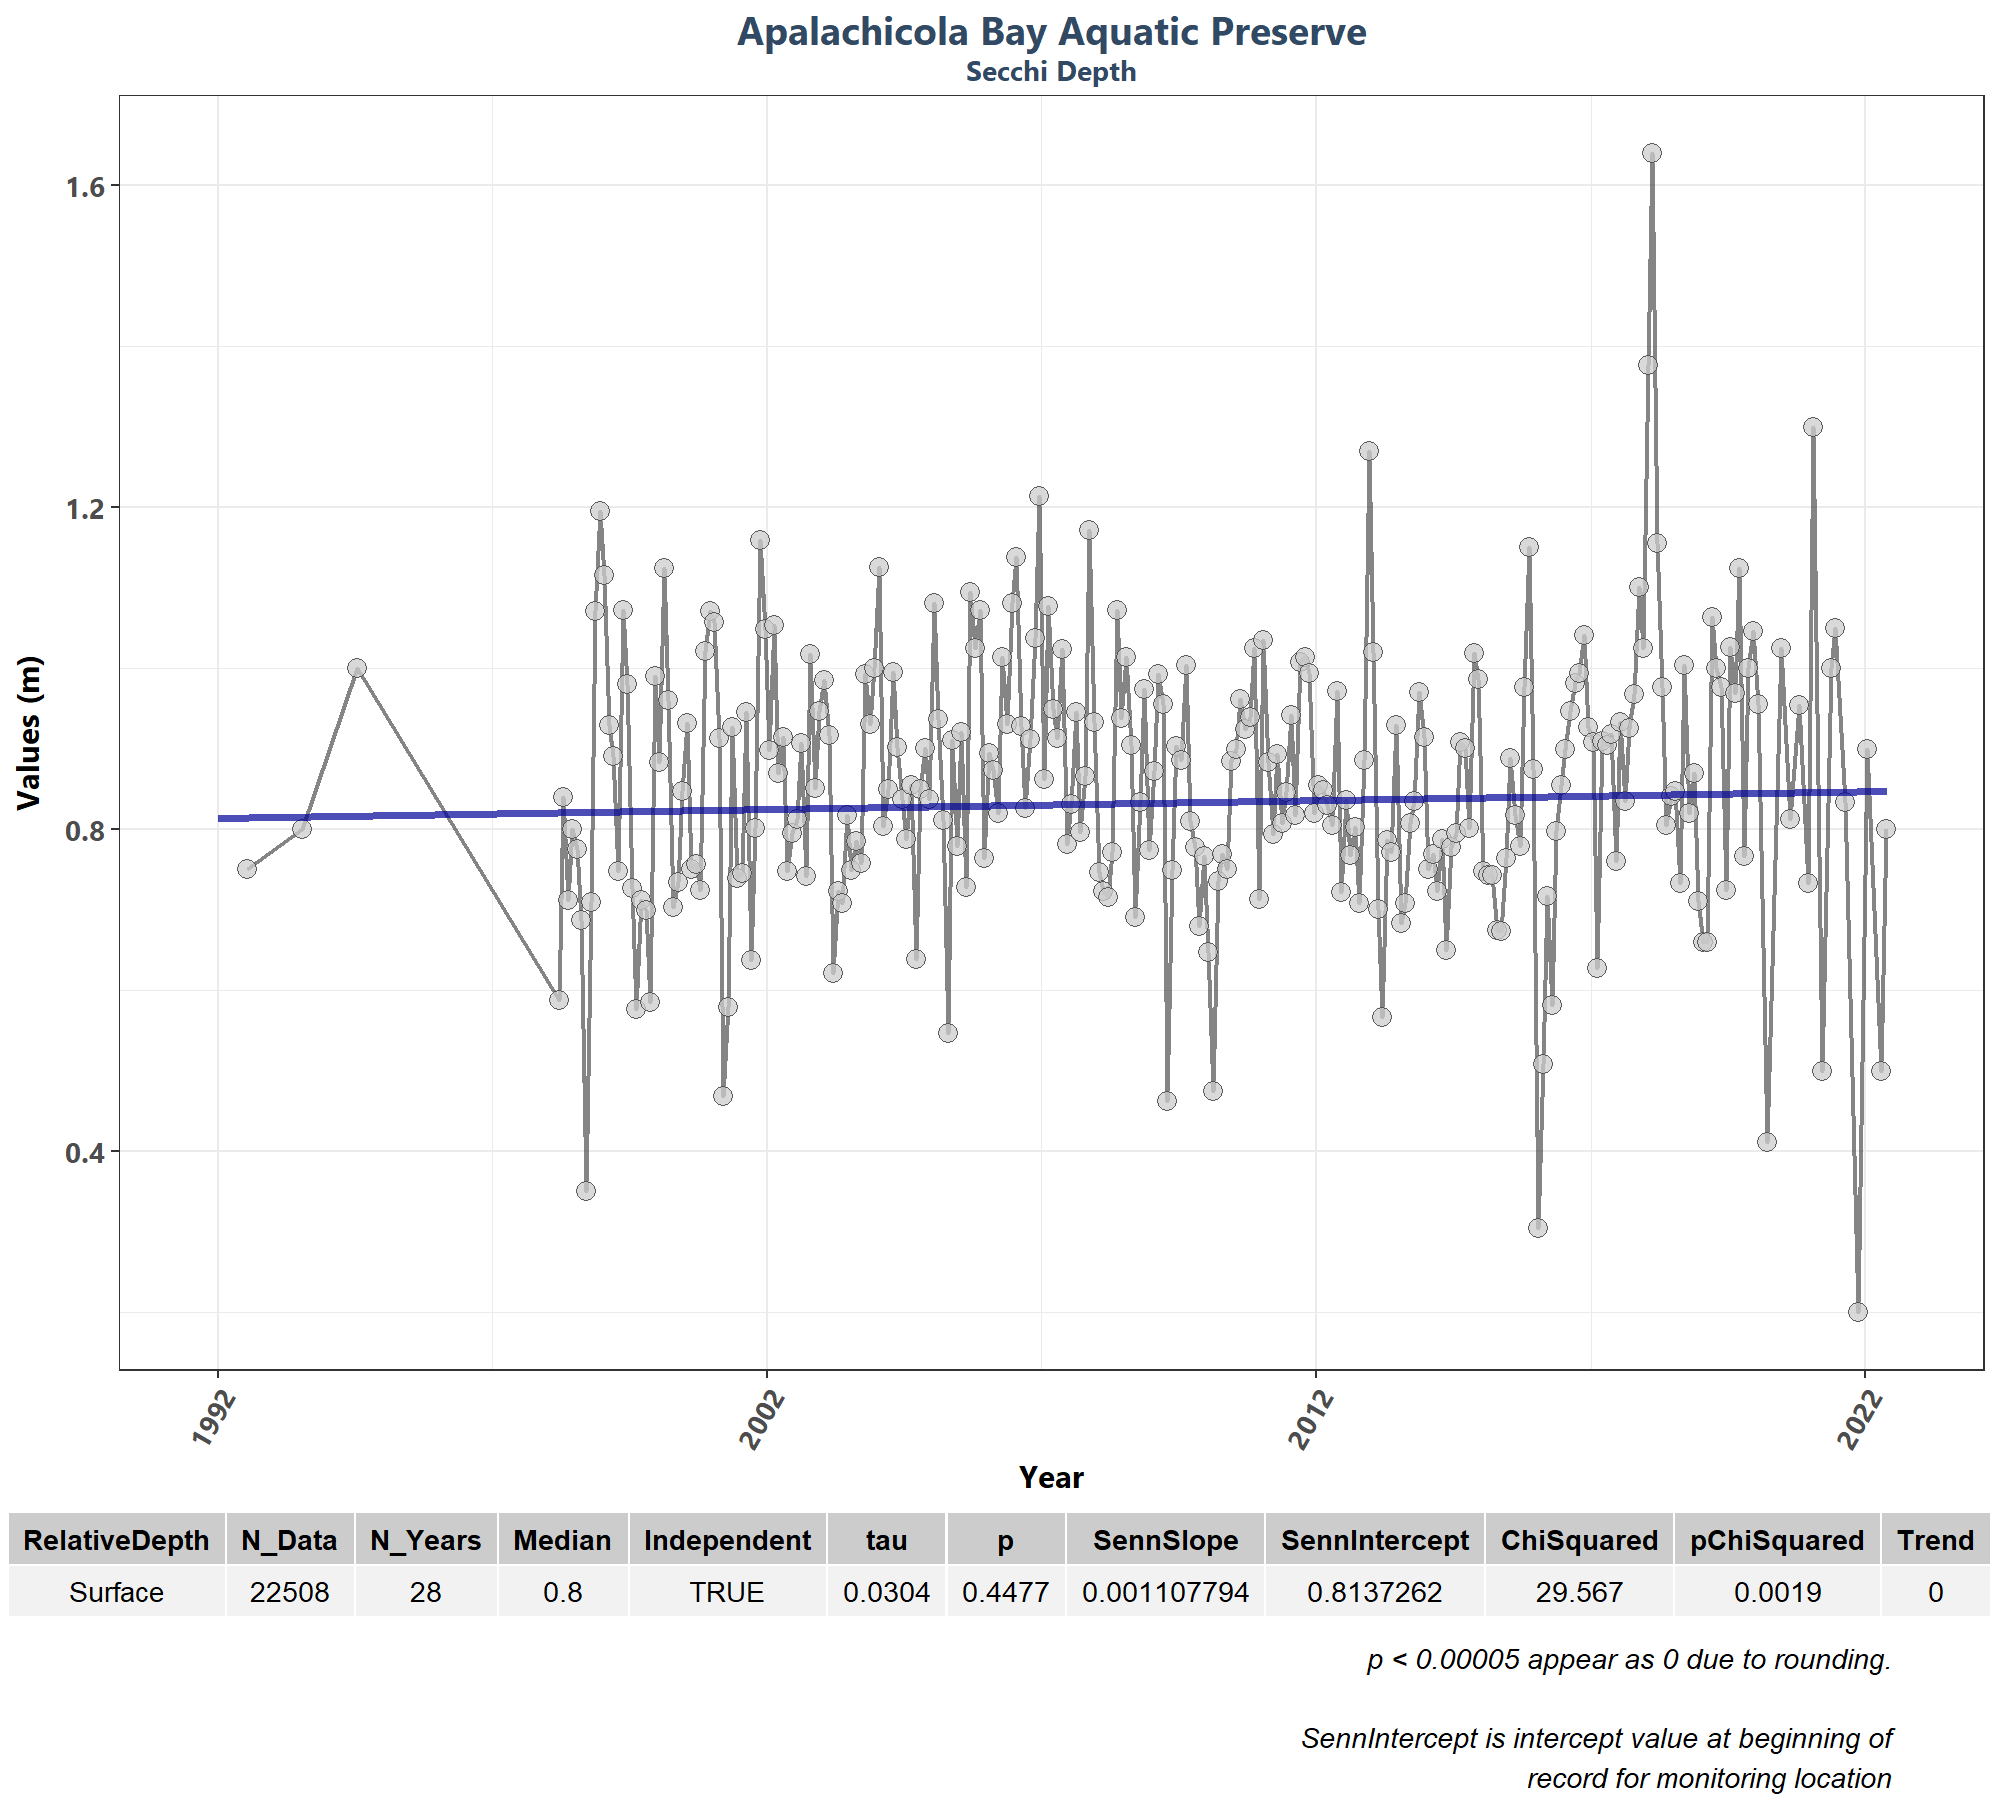 Apalachicola Bay Aquatic Preserve
Secchi Depth
Values (m)
1.6
1.2
0.8
0.4
1992 2002 2012 2022
Year
RelativeDepth N_Data N_Years Median Independent tau p SennSlope SennIntercept ChiSquared pChiSquared Trend
Surface 22508 28 0.8 TRUE 0.0304 0.4477 0.001107794 0.8137262 29.567 0.0019 0
p < 0.00005 appear as 0 due to rounding.
SennIntercept is intercept value at beginning of
record for monitoring location